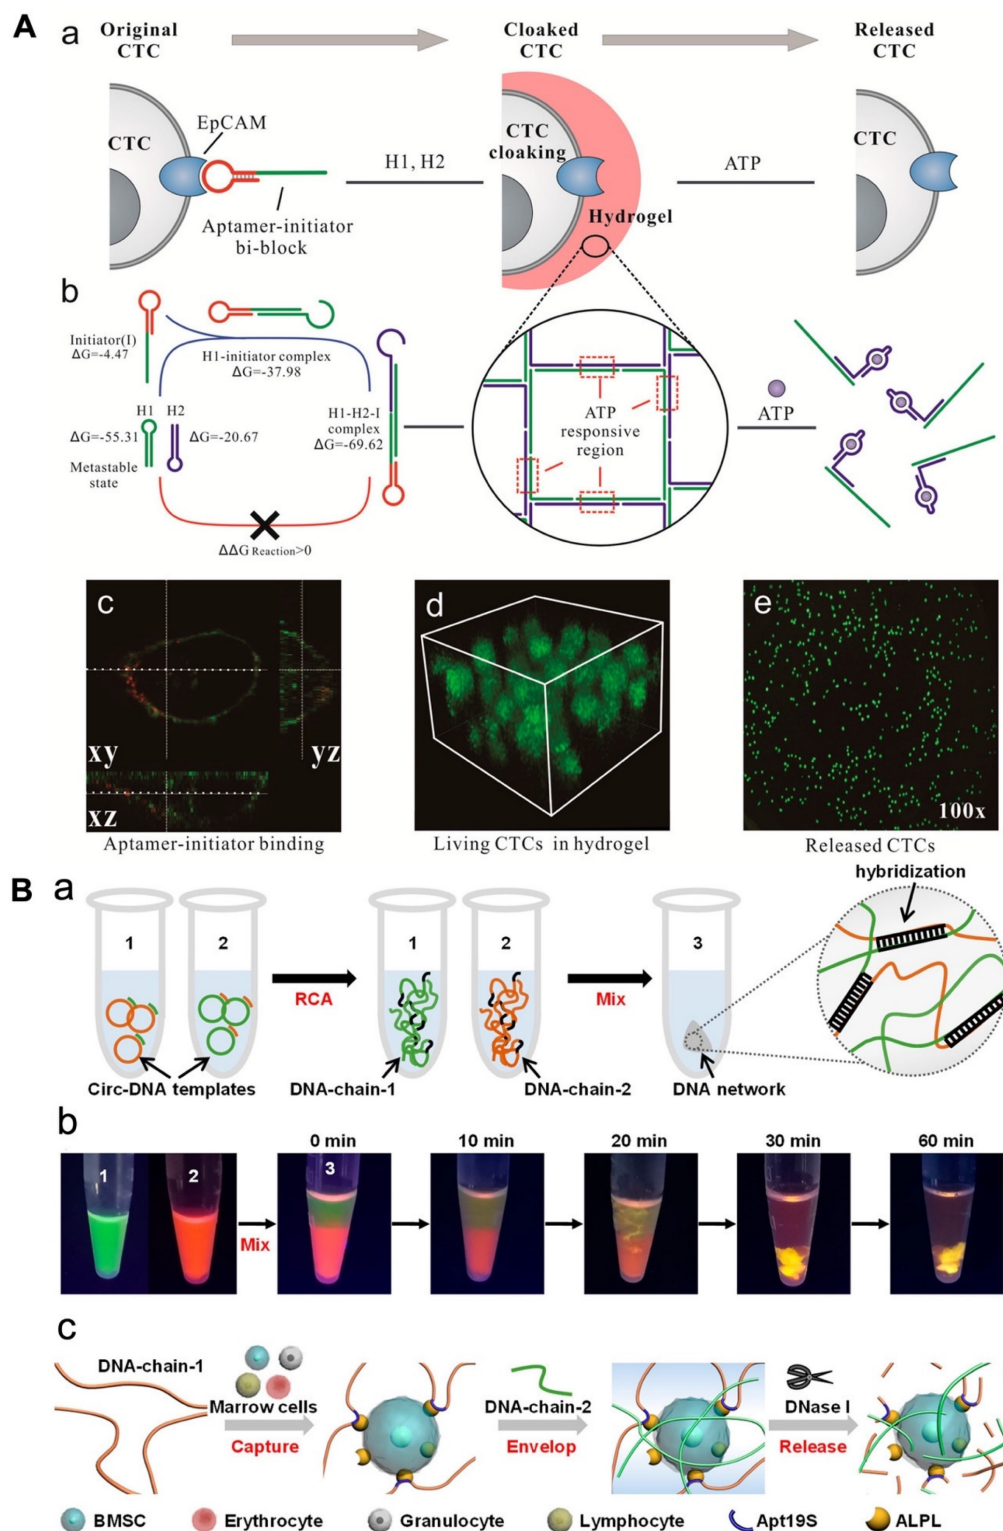 A
a
Original
CTC
Cloaked
CTC
Released
CTC
EpCAM
CTC
Aptamer-initiator
bi-block
H1, H2
CTC
cloaking
Hydrogel
ATP
CTC
b
Initiator(I)
ΔG=-4.47
H1-initiator complex
ΔG=-37.98
H1 H2
ΔG=-55.31
ΔG=-20.67
Metastable
state
H1-H2-I
complex
ΔG=-69.62
ΔΔG Reaction>0
ATP
responsive
region
ATP
c
xy
yz
xz
Aptamer-initiator binding
d
Living CTCs in hydrogel
e
100x
Released CTCs
B
a
1
2
RCA
1
2
Mix
3
hybridization
Circ-DNA templates
DNA-chain-1
DNA-chain-2
DNA network
b
0 min
10 min
20 min
30 min
60 min
1
2
Mix
3
c
DNA-chain-1
Marrow cells
Capture
DNA-chain-2
Envelop
DNase I
Release
BMSC
Erythrocyte
Granulocyte
Lymphocyte
Apt19S
ALPL